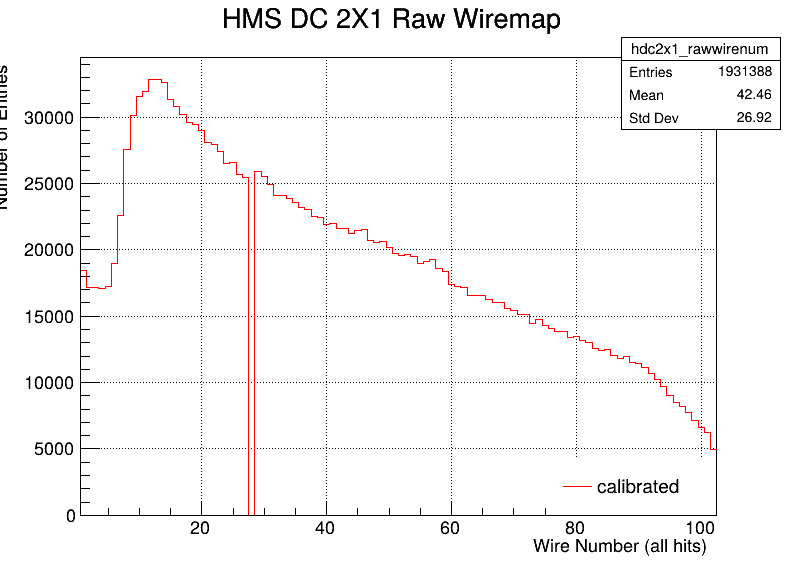 HMS DC 2X1 Raw Wiremap
hdc2x1_rawwirenum
Entries 1931388
Mean 42.46
Std Dev 26.92
Number of Entries
30000
25000
20000
15000
10000
5000
0
calibrated
20 40 60 80 100
Wire Number (all hits)